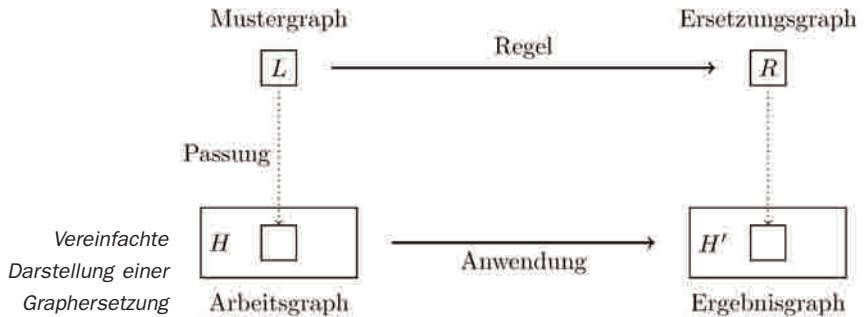 Mustergraph
Ersetzungsgraph
Regel
L
R
Passung
Vereinfachte
Darstellung einer
Graphersetzung
H
H′
Anwendung
Arbeitsgraph
Ergebnisgraph